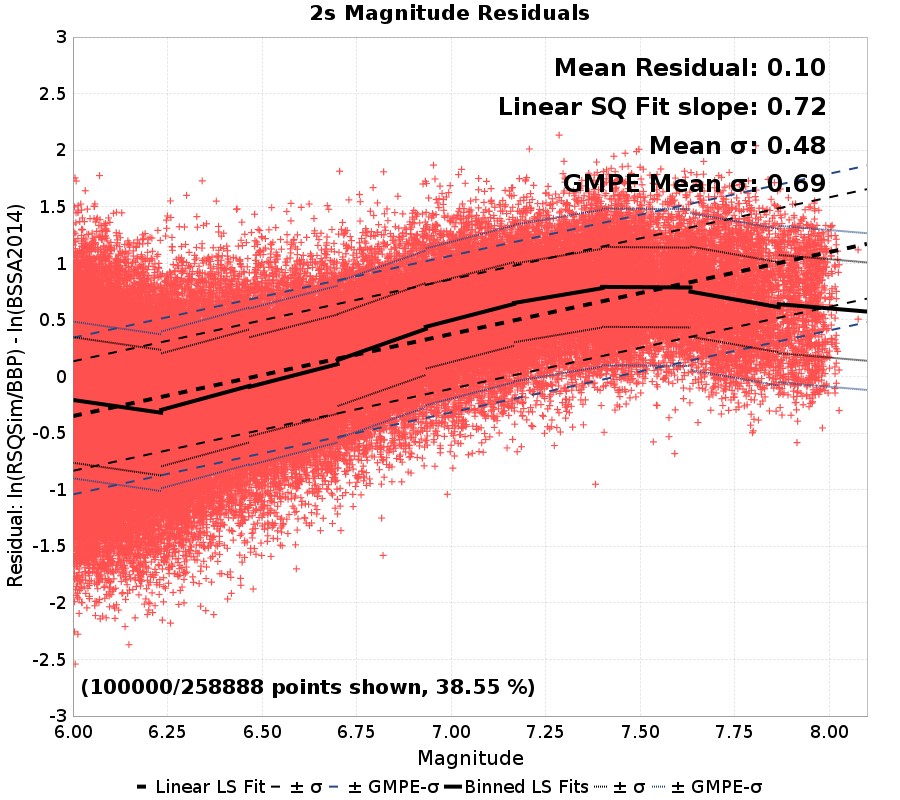 2s Magnitude Residuals
Mean Residual: 0.10
Linear SQ Fit slope: 0.72
Mean σ: 0.48
GMPE Mean σ: 0.69
Residual: ln(RSQSim/BBP) - ln(BSSA2014)
3
2.5
2
1.5
1
0.5
0
-0.5
-1
-1.5
-2
-2.5
-3
(100000/258888 points shown, 38.55 %)
6.00 6.25 6.50 6.75 7.00 7.25 7.50 7.75 8.00
Magnitude
Linear LS Fit ± σ ± GMPE-σ Binned LS Fits ± σ ± GMPE-σ